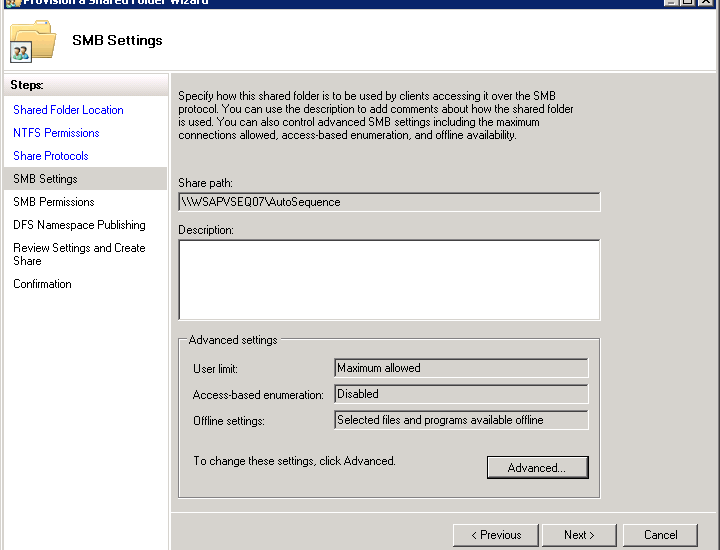 Provision a Shared Folder Wizard
SMB Settings
Steps:
Shared Folder Location
NTFS Permissions
Share Protocols
SMB Settings
SMB Permissions
DFS Namespace Publishing
Review Settings and Create
Share
Confirmation
Specify how this shared folder is to be used by clients accessing it over the SMB
protocol. You can use the description to add comments about how the shared folder
is used. You can also control advanced SMB settings including the maximum
connections allowed, access-based enumeration, and offline availability.
Share path:
\\WSAPVSEQ07\AutoSequence
Description:
Advanced settings
User limit: Maximum allowed
Access-based enumeration: Disabled
Offline settings: Selected files and programs available offline
To change these settings, click Advanced. Advanced...
< Previous Next > Cancel